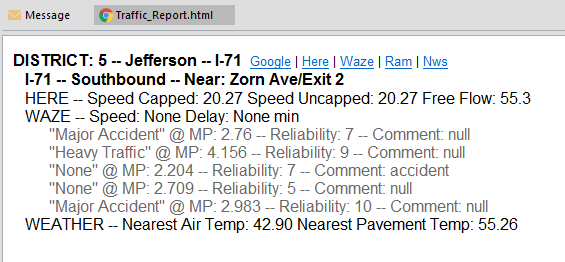 Message Traffic_Report.html
DISTRICT: 5 -- Jefferson -- I-71 Google | Here | Waze | Ram | Nws
I-71 -- Southbound -- Near: Zorn Ave/Exit 2
HERE -- Speed Capped: 20.27 Speed Uncapped: 20.27 Free Flow: 55.3
WAZE -- Speed: None Delay: None min
"Major Accident" @ MP: 2.76 -- Reliability: 7 -- Comment: null
"Heavy Traffic" @ MP: 4.156 -- Reliability: 9 -- Comment: null
"None" @ MP: 2.204 -- Reliability: 7 -- Comment: accident
"None" @ MP: 2.709 -- Reliability: 5 -- Comment: null
"Major Accident" @ MP: 2.983 -- Reliability: 10 -- Comment: null
WEATHER -- Nearest Air Temp: 42.90 Nearest Pavement Temp: 55.26